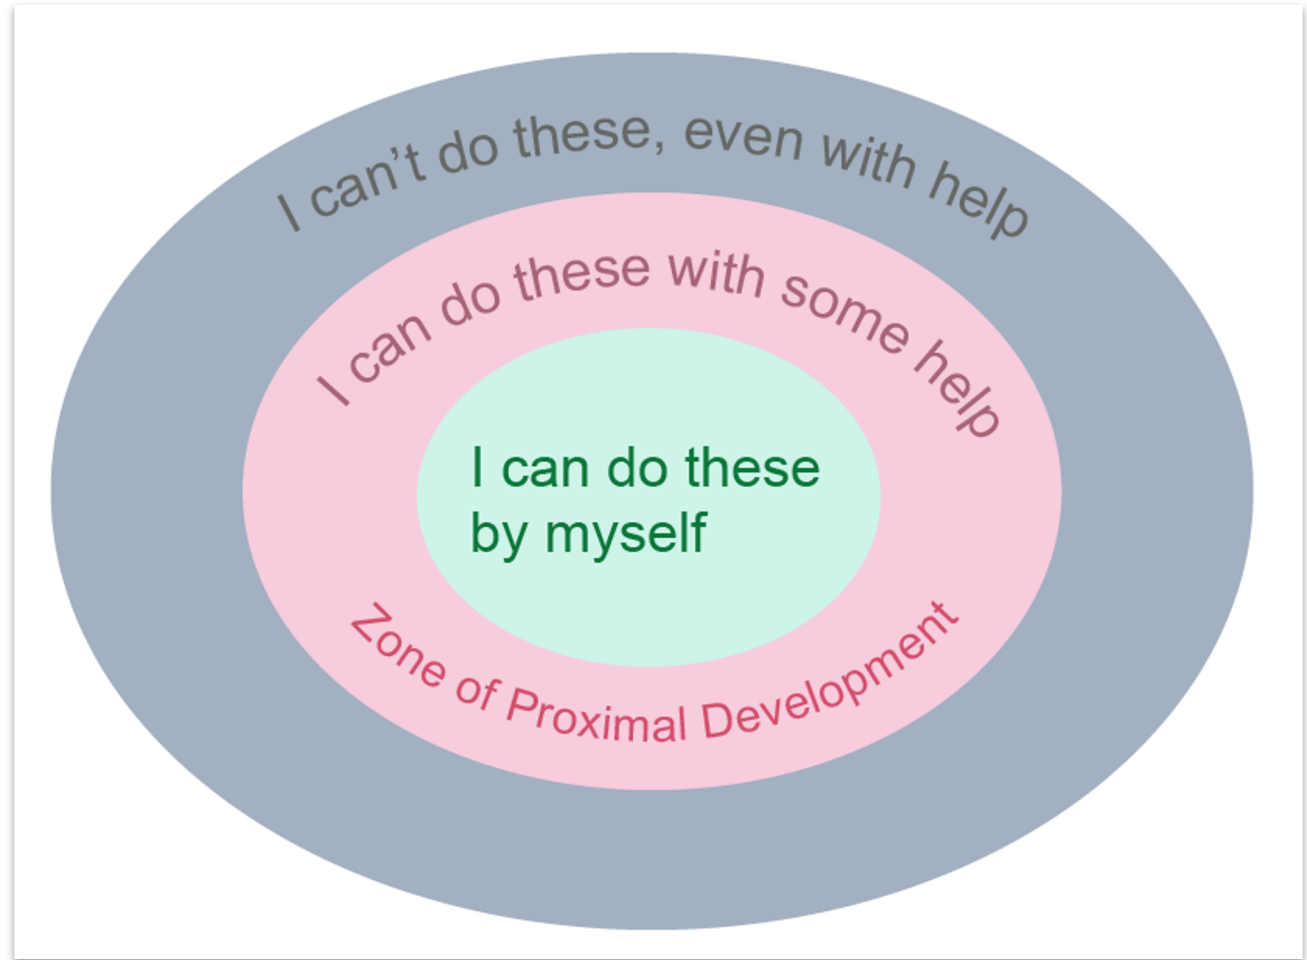 I can’t do these, even with help
I can do these with some help
I can do these
by myself
Zone of Proximal Development